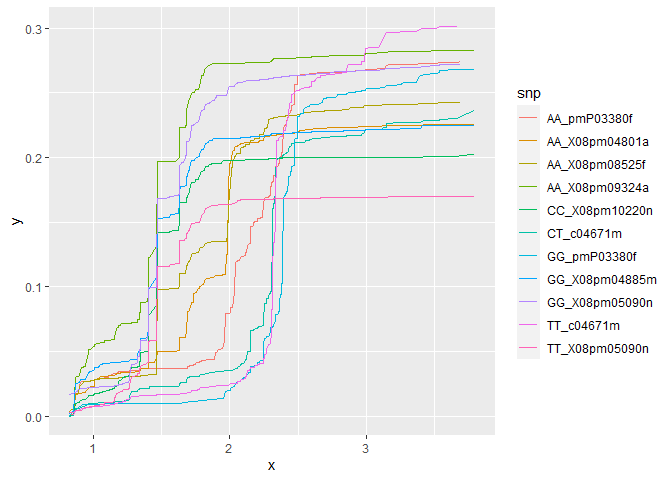 0.3
0.2
0.1
0.0
y
1
2
3
x
snp
AA_pmP03380f
AA_X08pm04801a
AA_X08pm08525f
AA_X08pm09324a
CC_X08pm10220n
CT_c04671m
GG_pmP03380f
GG_X08pm04885m
GG_X08pm05090n
TT_c04671m
TT_X08pm05090n